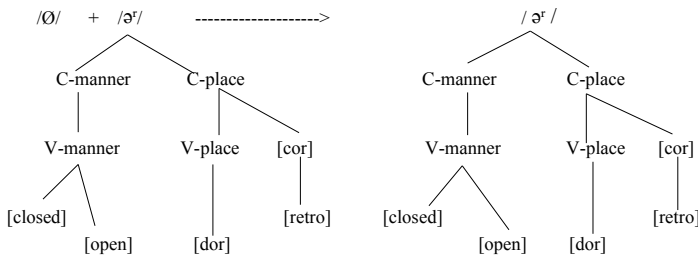 /Ø/ + /əʳ/ --------------------> / əʳ /
C-manner C-place C-manner C-place
V-manner V-place [cor] V-manner V-place [cor]
[closed] [retro] [closed] [retro]
[open] [dor] [open] [dor]